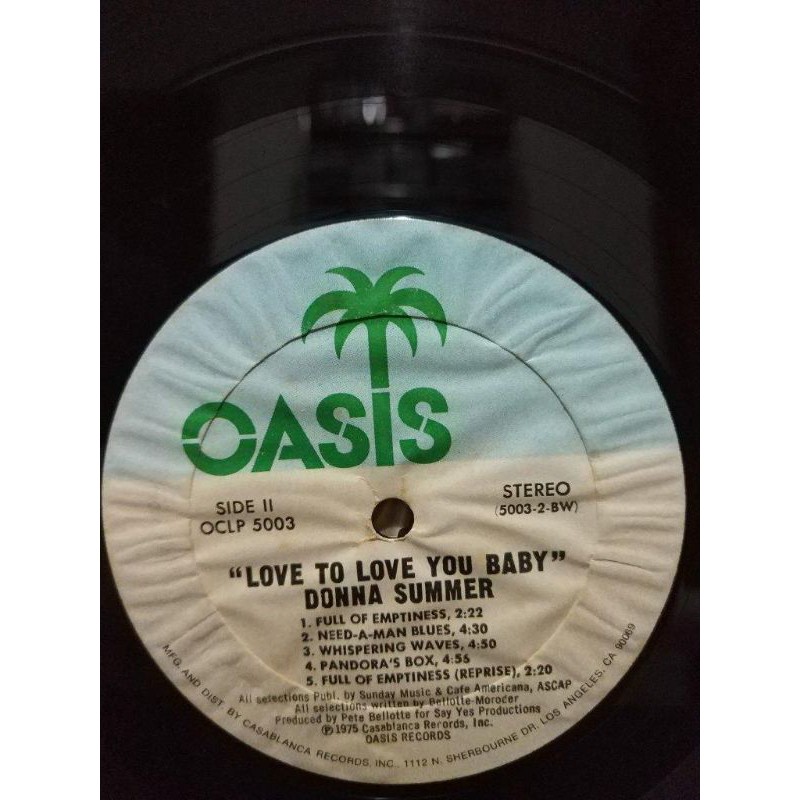 OASIS
SIDE II
OCLP 5003
STEREO
(5003-2-BW)
"LOVE TO LOVE YOU BABY"
DONNA SUMMER
1. FULL OF EMPTINESS, 2:22
2. NEED-A-MAN BLUES, 4:30
3. WHISPERING WAVES, 4:50
4. PANDORA'S BOX, 4:56
5. FULL OF EMPTINESS (REPRISE), 2:20
All selections Publ. by Sunday Music & Cafe Americana, ASCAP
All selections written by Bellotte-Moroder
Produced by Pete Bellotte for Say Yes Productions
℗1975 Casablanca Records, Inc.
OASIS RECORDS
MFG. AND DIST. BY CASABLANCA RECORDS, INC., 1112 N. SHERBOURNE DR. LOS ANGELES, CA 90069